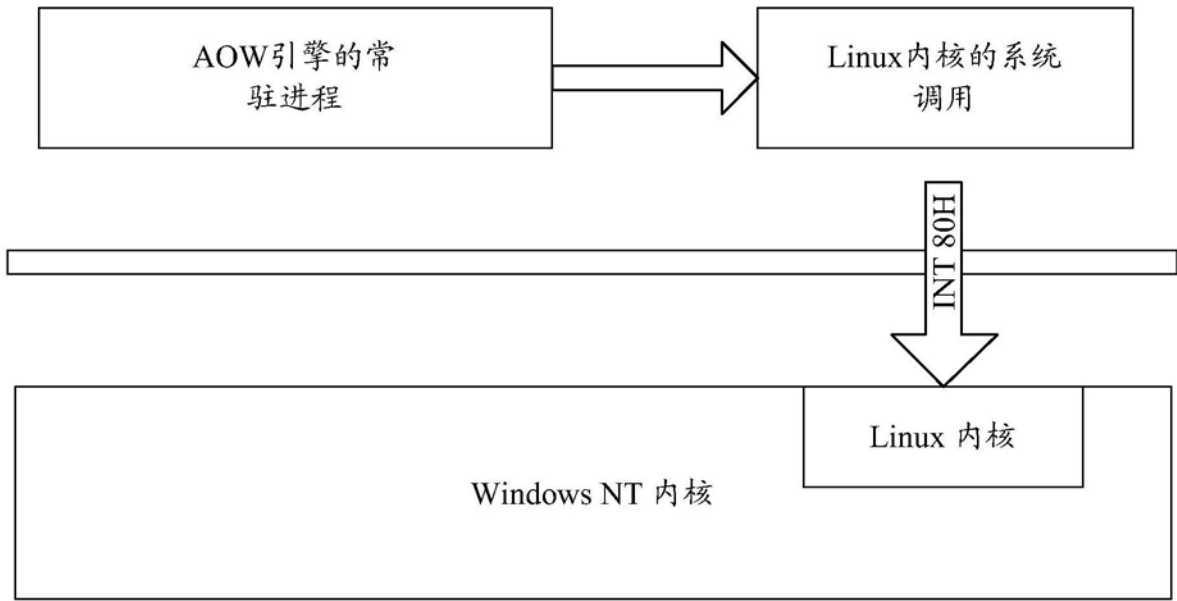 AOW引擎的常
驻进程
Linux内核的系统
调用
INT 80H
Linux 内核
Windows NT 内核